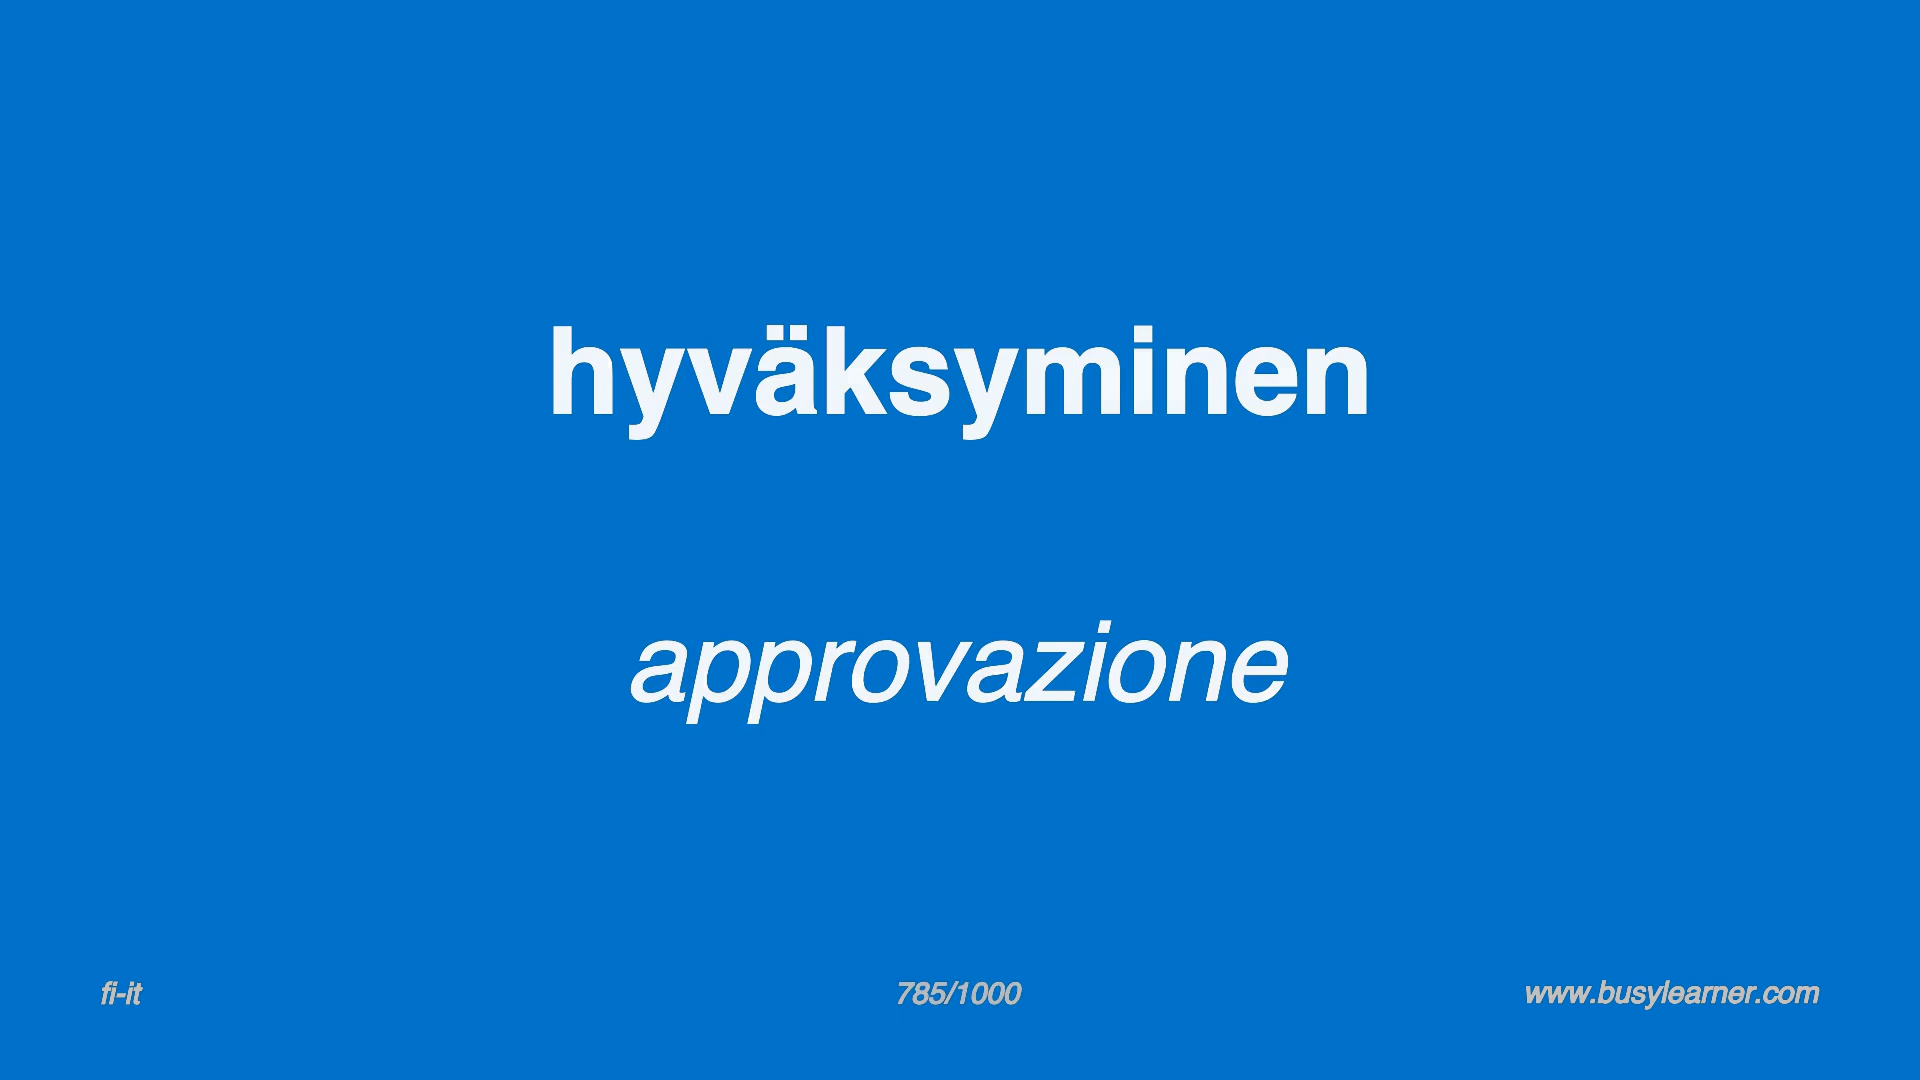 hyväksyminen
approvazione
fi-it
785/1000
www.busylearner.com